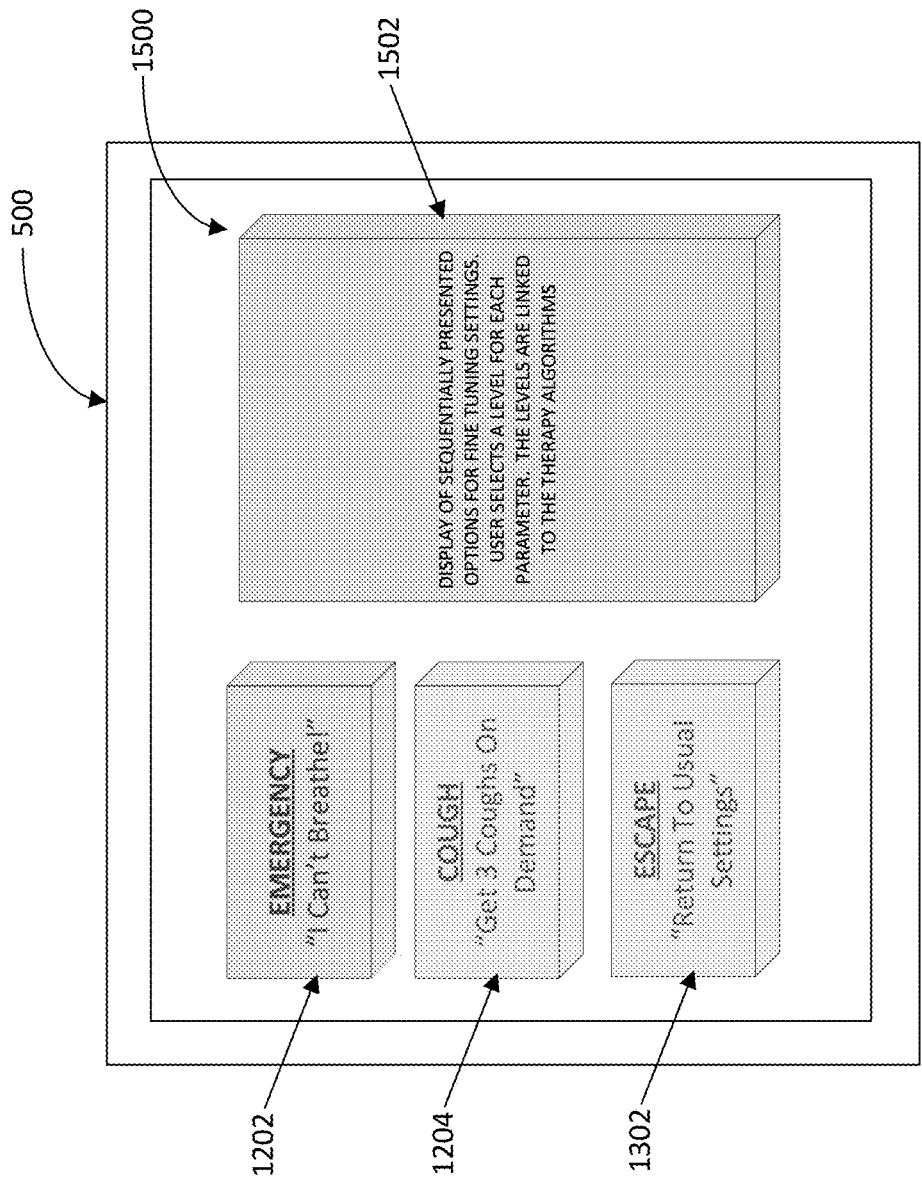 500
1500
1502
1202
EMERGENCY
"I Can't Breathe!"
1204
COUGH
"Get 3 Coughs On
Demand"
1302
ESCAPE
"Return To Usual
Settings"
DISPLAY OF SEQUENTIALLY PRESENTED
OPTIONS FOR FINE TUNING SETTINGS.
USER SELECTS A LEVEL FOR EACH
PARAMETER. THE LEVELS ARE LINKED
TO THE THERAPY ALGORITHMS